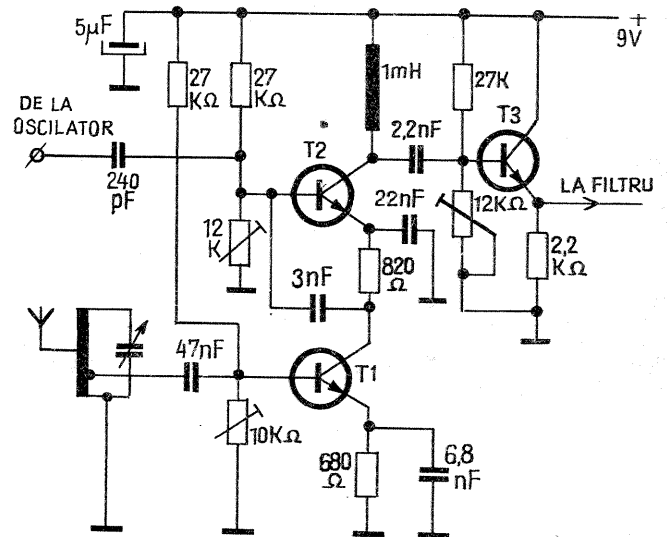 5µF
+
9V
27
KΩ
27
KΩ
1mH
27K
T3
DE LA
OSCILATOR
2,2nF
T2
240
pF
22nF
12KΩ
LA FILTRU
12
K
820
Ω
2,2
KΩ
3nF
47nF
T1
10KΩ
680
Ω
6,8
nF